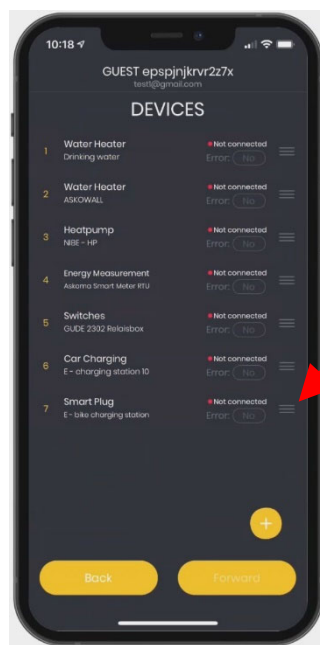 10:18
GUEST epspjnjkrvr2z7x
test1@gmail.com
DEVICES
1 Water Heater Not connected
Drinking water Error: No
2 Water Heater Not connected
ASKOWALL Error: No
3 Heatpump Not connected
NIBE - HP Error: No
4 Energy Measurement Not connected
Askoma Smart Meter RTU Error: No
5 Switches Not connected
GUDE 2302 Relaisbox Error: No
6 Car Charging Not connected
E - charging station 10 Error: No
7 Smart Plug Not connected
E - bike charging station Error: No
+
Back Forward